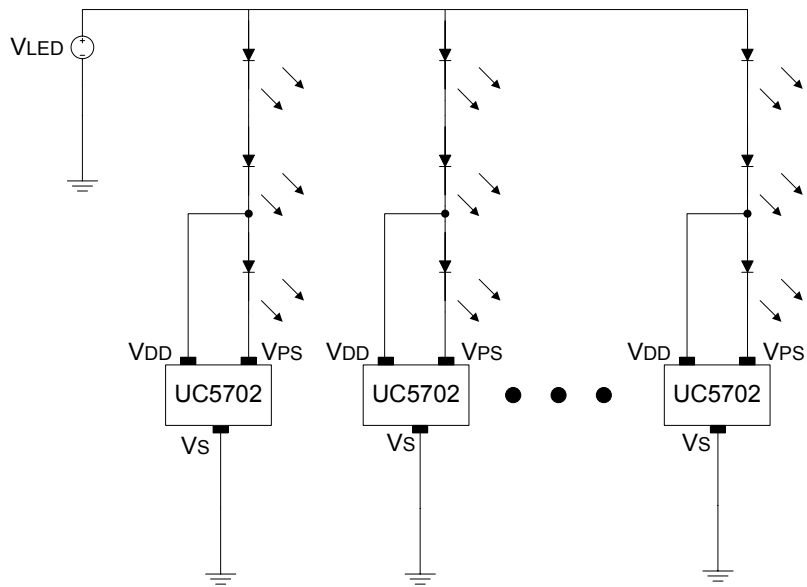 VLED
+
−
VDD VPS VDD VPS VDD VPS
UC5702 UC5702 UC5702
VS VS VS